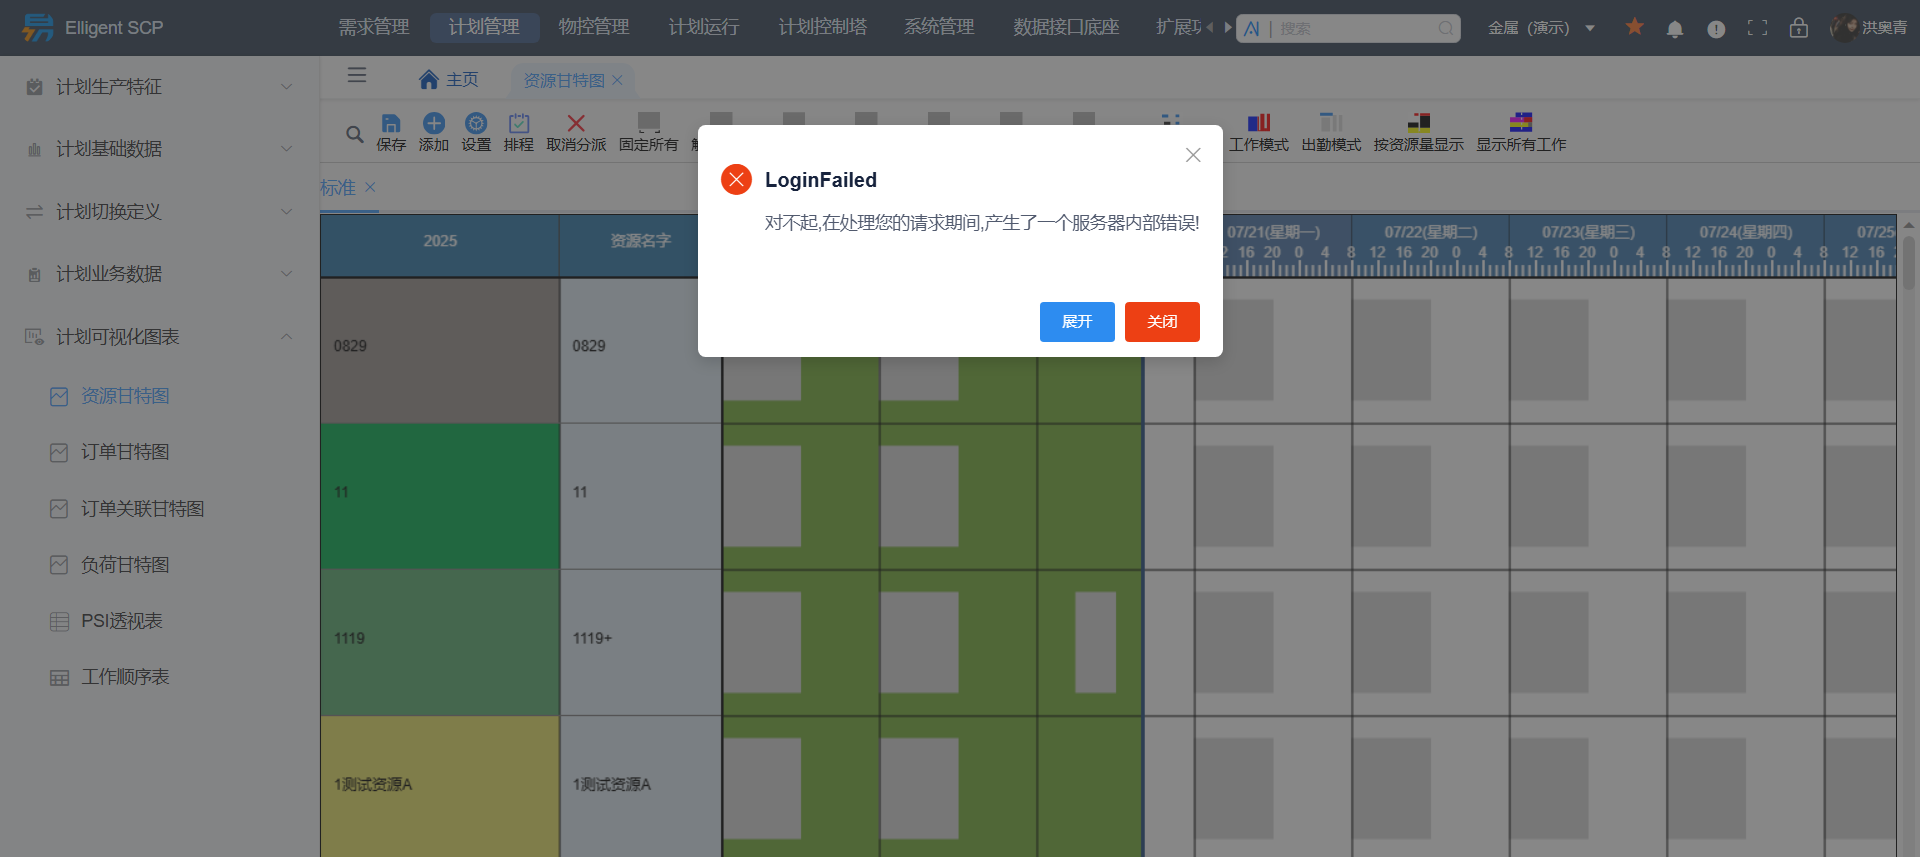 Elligent SCP
需求管理
计划管理
物控管理
计划运行
计划控制塔
系统管理
数据接口底座
扩展
搜索
金属（演示）
洪奥青
计划生产特征
计划基础数据
计划切换定义
计划业务数据
计划可视化图表
资源甘特图
订单甘特图
订单关联甘特图
负荷甘特图
PSI透视表
工作顺序表
主页
资源甘特图
保存
添加
设置
排程
取消分派
固定所有
工作模式
出勤模式
按资源量显示
显示所有工作
标准
LoginFailed
对不起,在处理您的请求期间,产生了一个服务器内部错误!
展开
关闭
2025
资源名字
07/21(星期一)
07/22(星期二)
07/23(星期三)
07/24(星期四)
07/25
16 20 0 4 8 12 16 20 0 4 8 12 16 20 0 4 8 12 16 20 0 4 8 12 16
0829
0829
11
11
1119
1119+
1测试资源A
1测试资源A